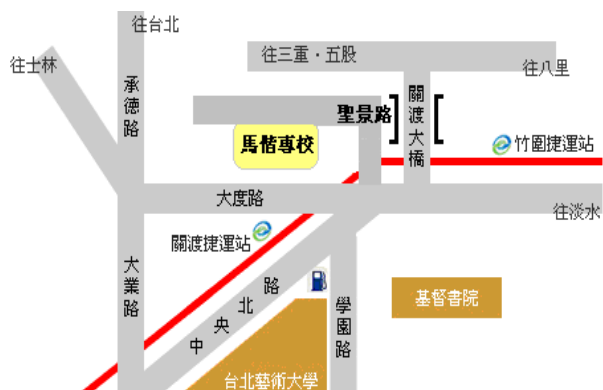 往台北
往士林
往三重·五股
往八里
承德路
關渡大橋
聖景路
馬偕專校
竹圍捷運站
大度路
往淡水
關渡捷運站
大業路
中央北路
學園路
基督書院
台北藝術大學